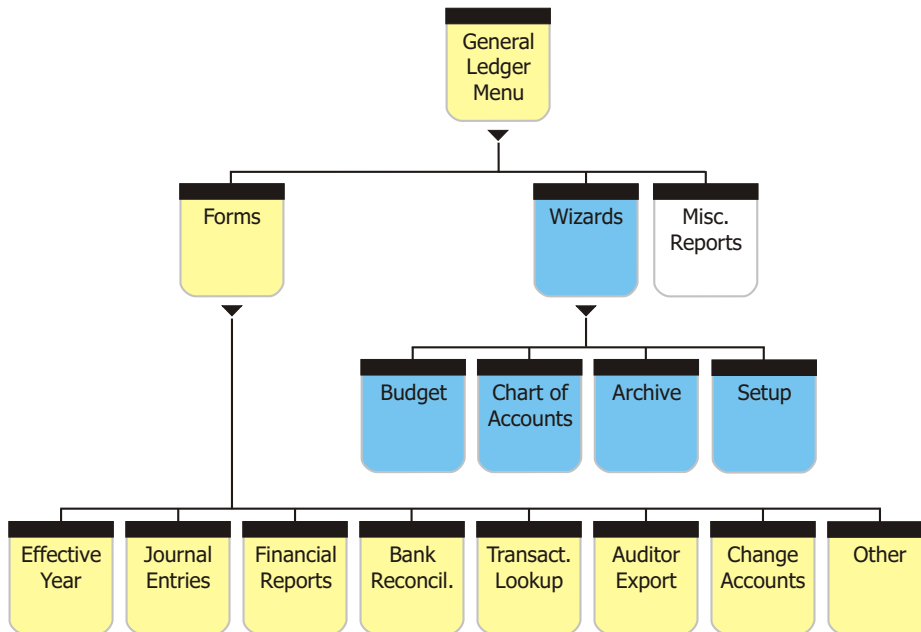 General
Ledger
Menu
Forms
Wizards
Misc.
Reports
Budget
Chart of
Accounts
Archive
Setup
Effective
Year
Journal
Entries
Financial
Reports
Bank
Reconcil.
Transact.
Lookup
Auditor
Export
Change
Accounts
Other